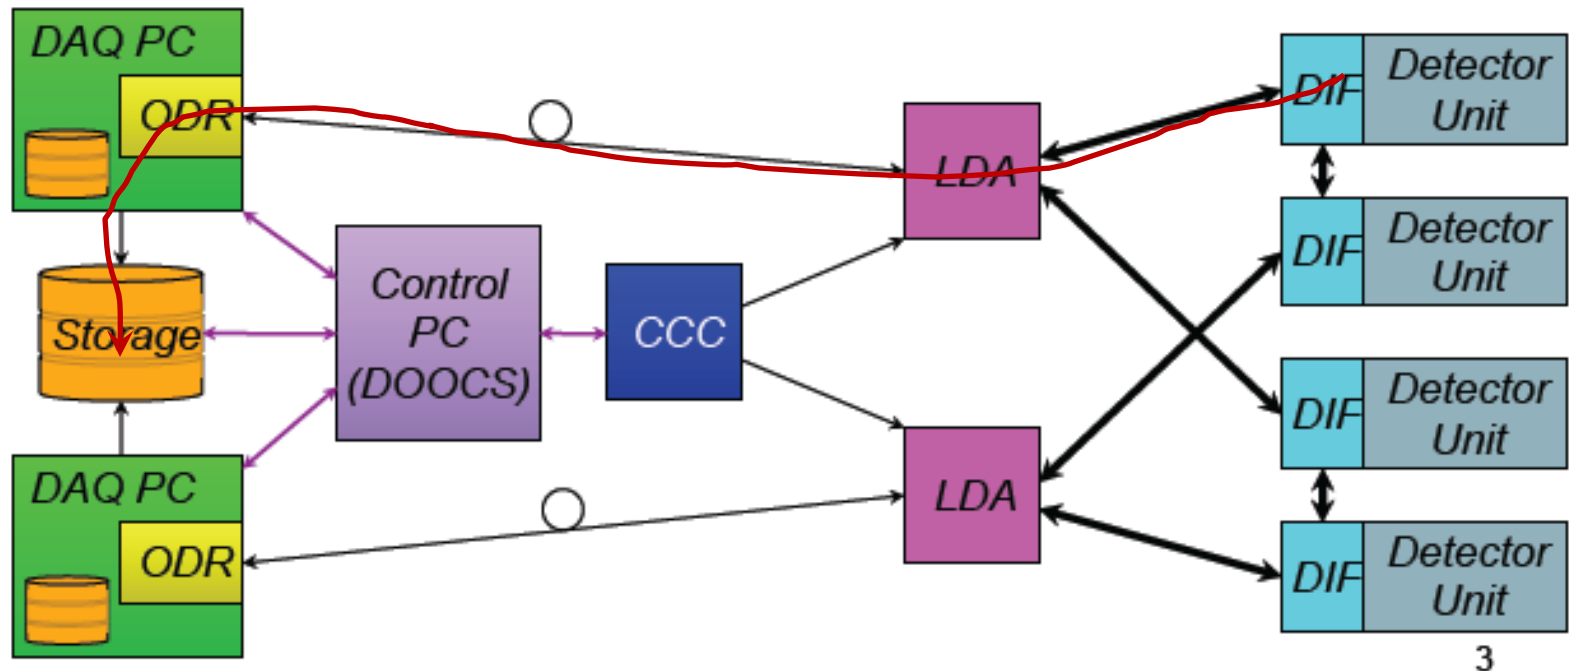 DAQ PC
ODR
Storage
DAQ PC
ODR
Control
PC
(DOOCS)
CCC
LDA
LDA
DIF
Detector
Unit
DIF
Detector
Unit
DIF
Detector
Unit
DIF
Detector
Unit
3